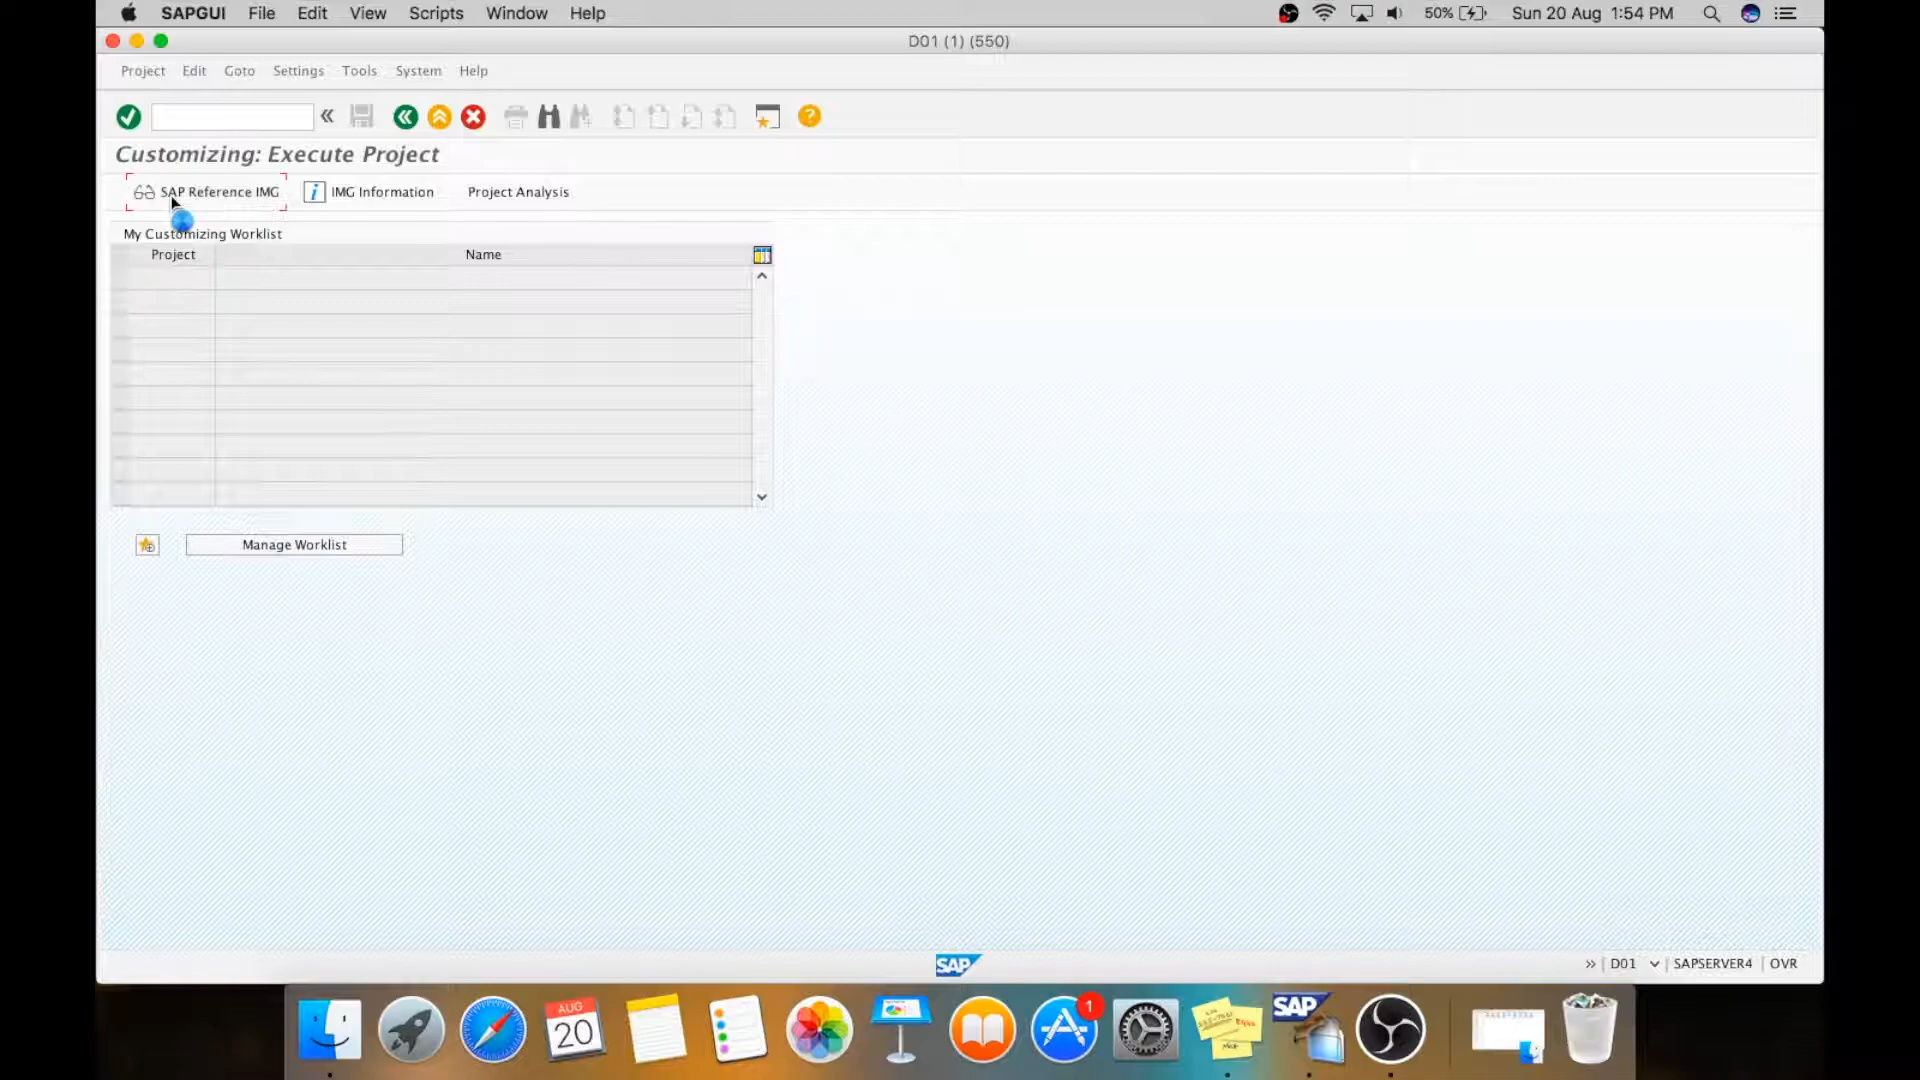 SAPGUI File Edit View Scripts Window Help 50% Sun 20 Aug 1:54 PM
D01 (1) (550)
Project Edit Goto Settings Tools System Help
Customizing: Execute Project
SAP Reference IMG i IMG Information Project Analysis
My Customizing Worklist
Project Name
Manage Worklist
SAP » D01 SAPSERVER4 OVR
AUG
20
1
SAP